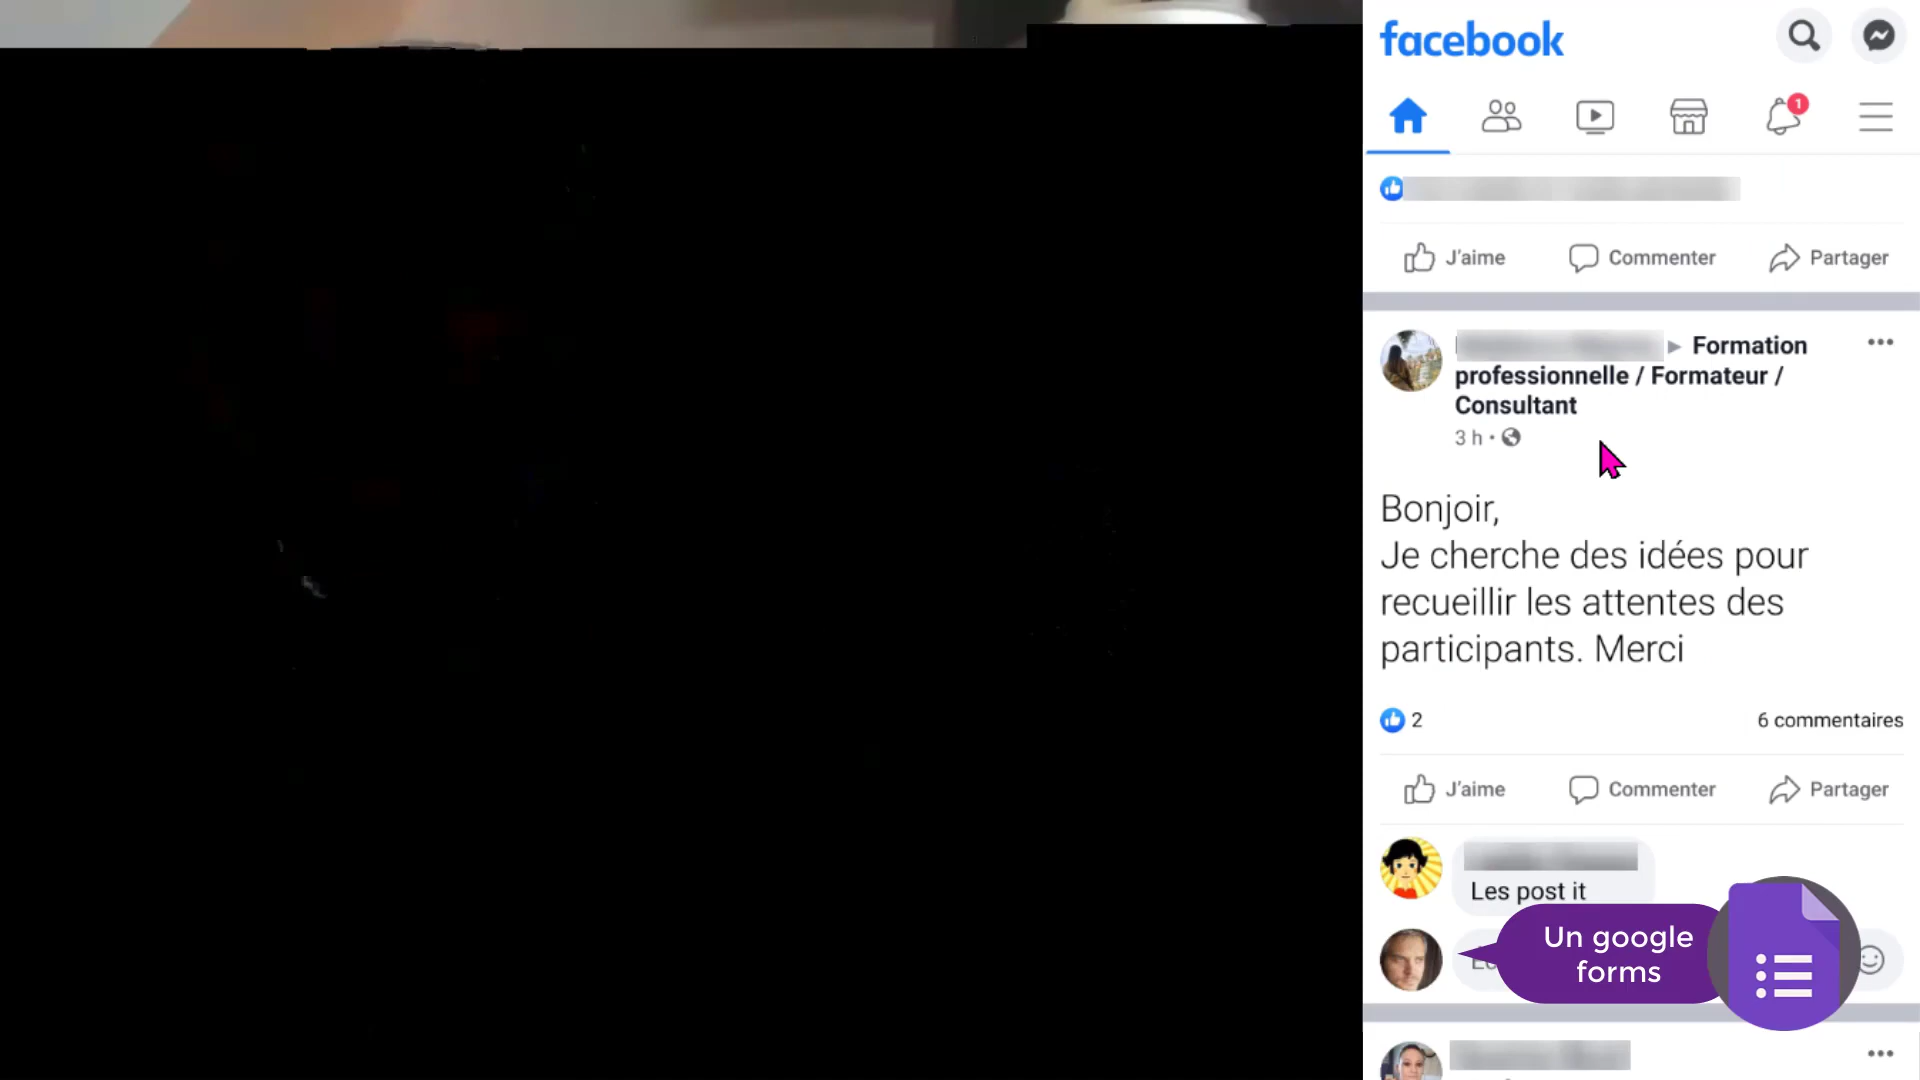 facebook
1
J'aime
Commenter
Partager
Formation
professionnelle / Formateur /
Consultant
3 h
Bonjoir,
Je cherche des idées pour
recueillir les attentes des
participants. Merci
2
6 commentaires
J'aime
Commenter
Partager
Les post it
Un google
forms